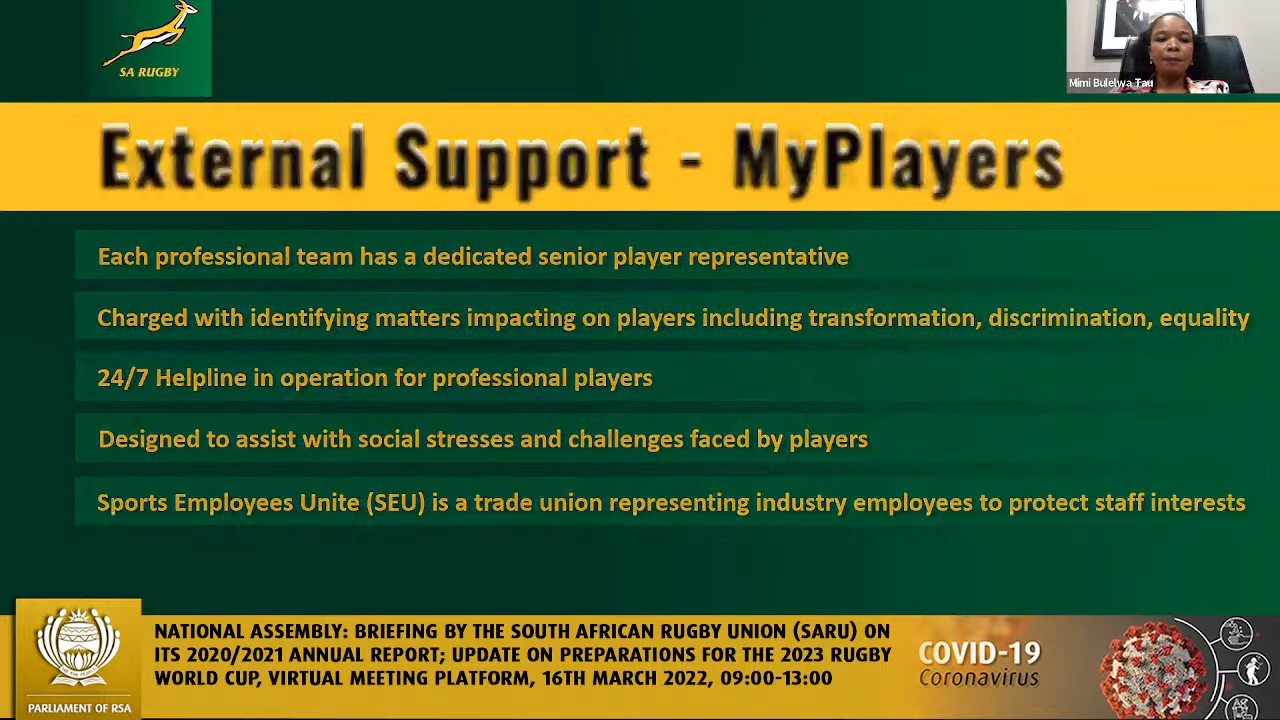 SA RUGBY
Mimi Bulelwa Tau
External Support - MyPlayers
Each professional team has a dedicated senior player representative
Charged with identifying matters impacting on players including transformation, discrimination, equality
24/7 Helpline in operation for professional players
Designed to assist with social stresses and challenges faced by players
Sports Employees Unite (SEU) is a trade union representing industry employees to protect staff interests
NATIONAL ASSEMBLY: BRIEFING BY THE SOUTH AFRICAN RUGBY UNION (SARU) ON
ITS 2020/2021 ANNUAL REPORT; UPDATE ON PREPARATIONS FOR THE 2023 RUGBY
WORLD CUP, VIRTUAL MEETING PLATFORM, 16TH MARCH 2022, 09:00-13:00
PARLIAMENT OF RSA
COVID-19
Coronavirus